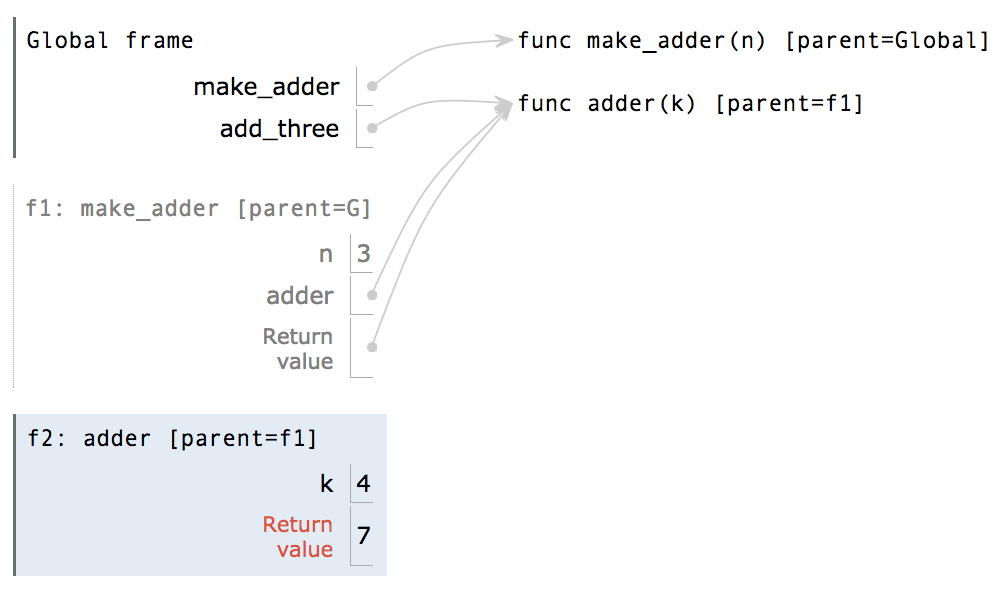 Global frame
func make_adder(n) [parent=Global]
make_adder
func adder(k) [parent=f1]
add_three
f1: make_adder [parent=G]
n 3
adder
Return
value
f2: adder [parent=f1]
k 4
Return
value 7